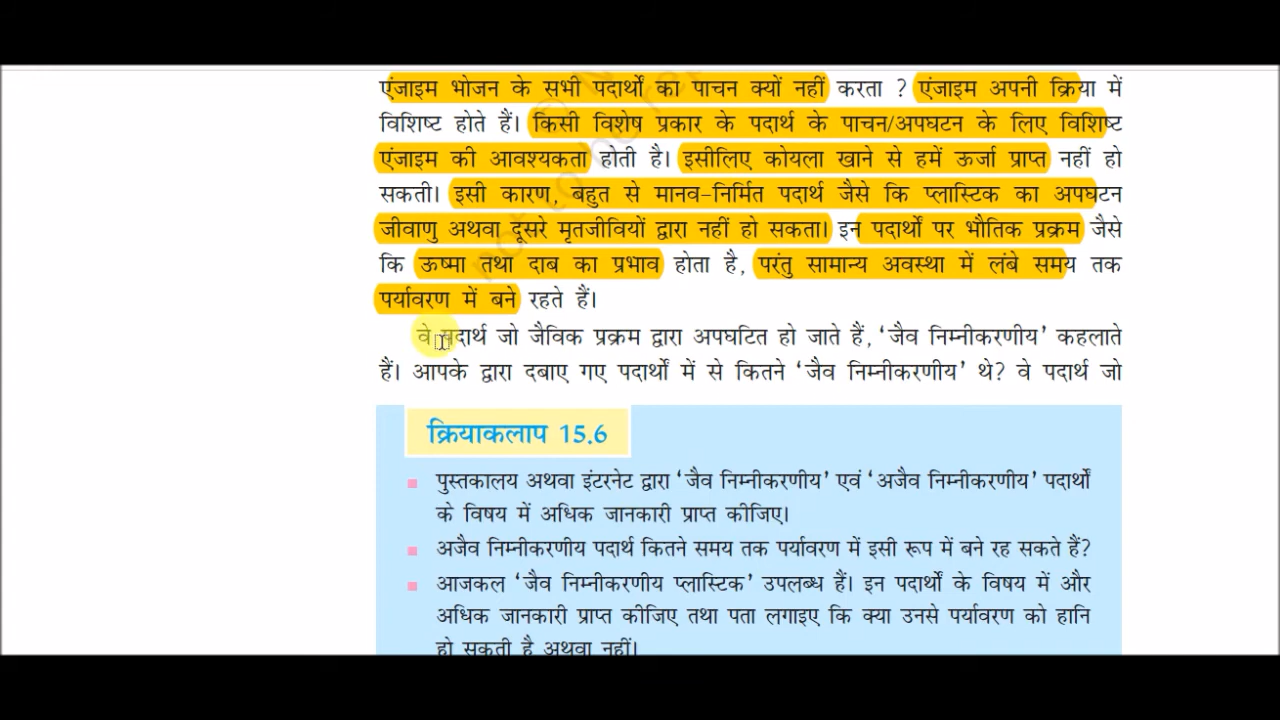 एंजाइम भोजन के सभी पदार्थों का पाचन क्यों नहीं करता ? एंजाइम अपनी क्रिया में
विशिष्ट होते हैं। किसी विशेष प्रकार के पदार्थ के पाचन/अपघटन के लिए विशिष्ट
एंजाइम की आवश्यकता होती है। इसीलिए कोयला खाने से हमें ऊर्जा प्राप्त नहीं हो
सकती। इसी कारण, बहुत से मानव-निर्मित पदार्थ जैसे कि प्लास्टिक का अपघटन
जीवाणु अथवा दूसरे मृतजीवियों द्वारा नहीं हो सकता। इन पदार्थों पर भौतिक प्रक्रम जैसे
कि ऊष्मा तथा दाब का प्रभाव होता है, परंतु सामान्य अवस्था में लंबे समय तक
पर्यावरण में बने रहते हैं।
वे पदार्थ जो जैविक प्रक्रम द्वारा अपघटित हो जाते हैं, ‘जैव निम्नीकरणीय’ कहलाते
हैं। आपके द्वारा दबाए गए पदार्थों में से कितने ‘जैव निम्नीकरणीय’ थे? वे पदार्थ जो
क्रियाकलाप 15.6
पुस्तकालय अथवा इंटरनेट द्वारा ‘जैव निम्नीकरणीय’ एवं ‘अजैव निम्नीकरणीय’ पदार्थों
के विषय में अधिक जानकारी प्राप्त कीजिए।
अजैव निम्नीकरणीय पदार्थ कितने समय तक पर्यावरण में इसी रूप में बने रह सकते हैं?
आजकल ‘जैव निम्नीकरणीय प्लास्टिक’ उपलब्ध हैं। इन पदार्थों के विषय में और
अधिक जानकारी प्राप्त कीजिए तथा पता लगाइए कि क्या उनसे पर्यावरण को हानि
हो सकती है अथवा नहीं।